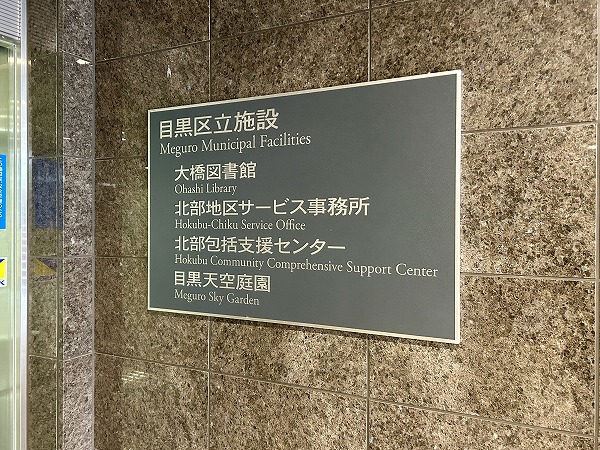 目黒区立施設
Meguro Municipal Facilities
大橋図書館
Ohashi Library
北部地区サービス事務所
Hokubu-Chiku Service Office
北部包括支援センター
Hokubu Community Comprehensive Support Center
目黒天空庭園
Meguro Sky Garden